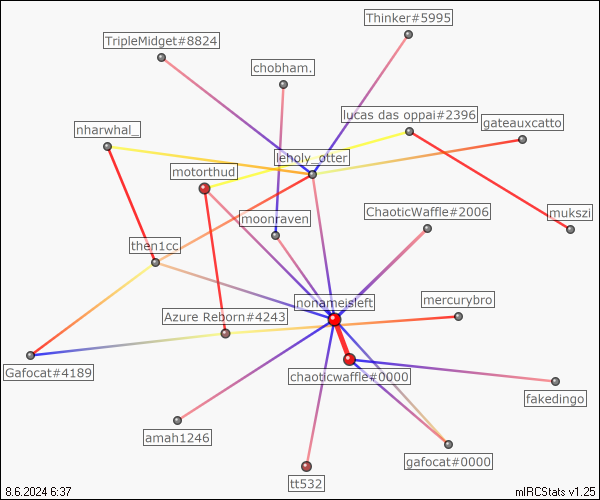 Thinker#5995
TripleMidget#8824
chobham.
lucas das oppai#2396
gateauxcatto
nharwhal_
leholy_otter
motorthud
moonraven
ChaoticWaffle#2006
mukszi
then1cc
nonameisleft
mercurybro
Azure Reborn#4243
Gafocat#4189
chaoticwaffle#0000
fakedingo
amah1246
gafocat#0000
tt532
8.6.2024 6:37
mIRCStats v1.25